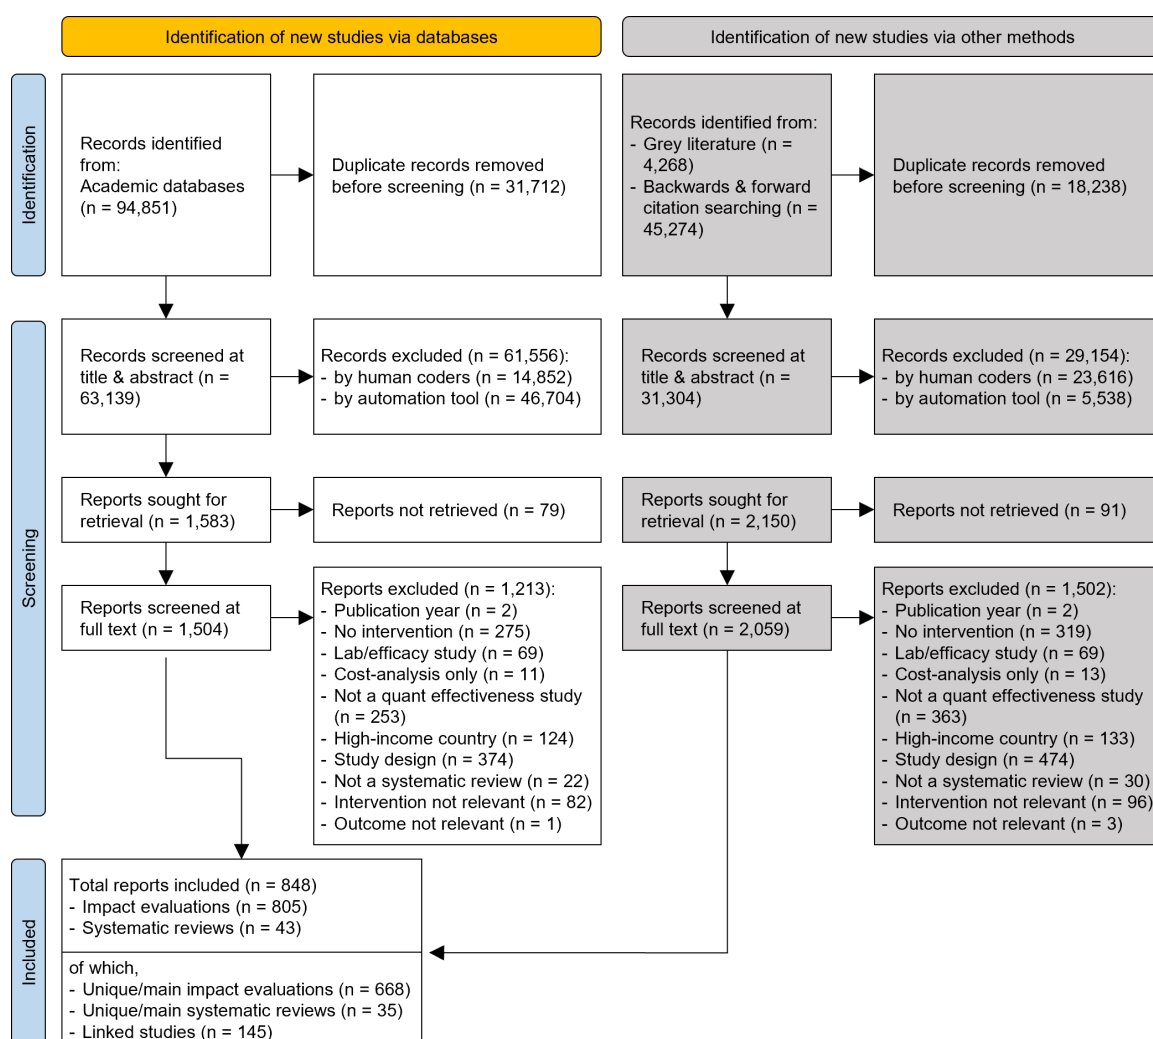 Identification of new studies via databases
Identification of new studies via other methods
Identification
Records identified
from:
Academic databases
(n = 94,851)
Duplicate records removed
before screening (n = 31,712)
Records identified from:
- Grey literature (n =
4,268)
- Backwards & forward
citation searching (n =
45,274)
Duplicate records removed
before screening (n = 18,238)
Screening
Records screened at
title & abstract (n =
63,139)
Records excluded (n = 61,556):
- by human coders (n = 14,852)
- by automation tool (n = 46,704)
Records screened at
title & abstract (n =
31,304)
Records excluded (n = 29,154):
- by human coders (n = 23,616)
- by automation tool (n = 5,538)
Reports sought for
retrieval (n = 1,583)
Reports not retrieved (n = 79)
Reports sought for
retrieval (n = 2,150)
Reports not retrieved (n = 91)
Reports screened at
full text (n = 1,504)
Reports excluded (n = 1,213):
- Publication year (n = 2)
- No intervention (n = 275)
- Lab/efficacy study (n = 69)
- Cost-analysis only (n = 11)
- Not a quant effectiveness study
(n = 253)
- High-income country (n = 124)
- Study design (n = 374)
- Not a systematic review (n = 22)
- Intervention not relevant (n = 82)
- Outcome not relevant (n = 1)
Reports screened at
full text (n = 2,059)
Reports excluded (n = 1,502):
- Publication year (n = 2)
- No intervention (n = 319)
- Lab/efficacy study (n = 69)
- Cost-analysis only (n = 13)
- Not a quant effectiveness study
(n = 363)
- High-income country (n = 133)
- Study design (n = 474)
- Not a systematic review (n = 30)
- Intervention not relevant (n = 96)
- Outcome not relevant (n = 3)
Included
Total reports included (n = 848)
- Impact evaluations (n = 805)
- Systematic reviews (n = 43)
of which,
- Unique/main impact evaluations (n = 668)
- Unique/main systematic reviews (n = 35)
- Linked studies (n = 145)